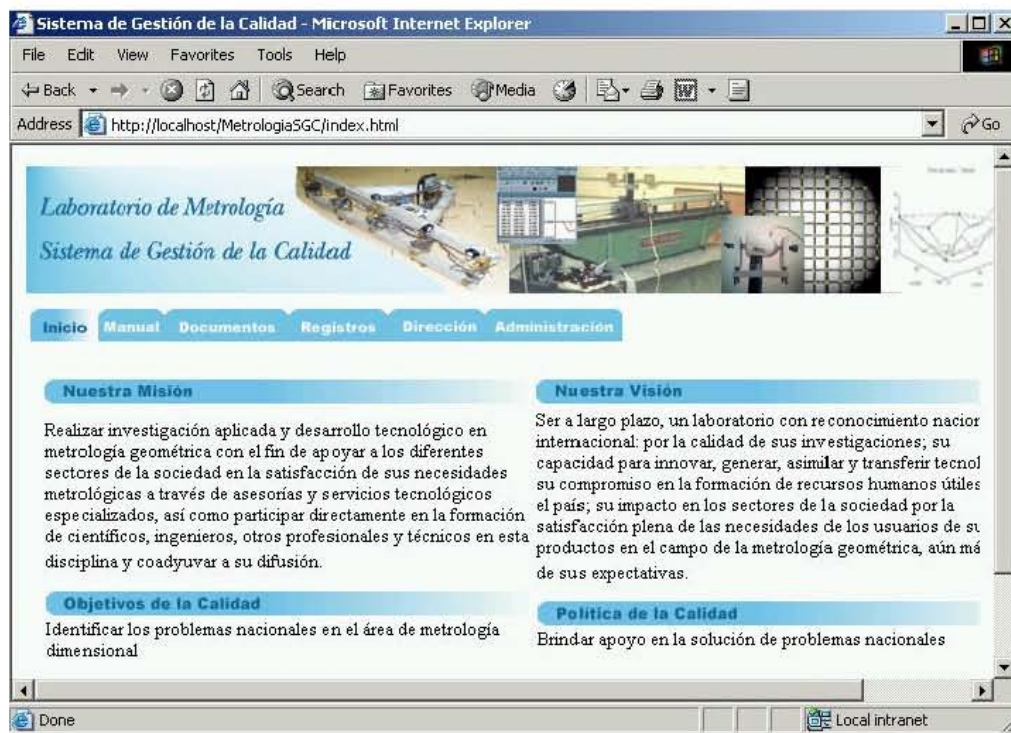 Sistema de Gestión de la Calidad - Microsoft Internet Explorer
File Edit View Favorites Tools Help
Back Search Favorites Media
Address http://localhost/MetrologiaSGC/index.html Go
Laboratorio de Metrología
Sistema de Gestión de la Calidad
Inicio Manual Documentos Registros Dirección Administración
Nuestra Misión
Realizar investigación aplicada y desarrollo tecnológico en
metrología geométrica con el fin de apoyar a los diferentes
sectores de la sociedad en la satisfacción de sus necesidades
metrológicas a través de asesorías y servicios tecnológicos
especializados, así como participar directamente en la formación
de científicos, ingenieros, otros profesionales y técnicos en esta
disciplina y coadyuvar a su difusión.
Objetivos de la Calidad
Identificar los problemas nacionales en el área de metrología
dimensional
Nuestra Visión
Ser a largo plazo, un laboratorio con reconocimiento nacior
internacional: por la calidad de sus investigaciones; su
capacidad para innovar, generar, asimilar y transferir tecnol
su compromiso en la formación de recursos humanos útiles
el país; su impacto en los sectores de la sociedad por la
satisfacción plena de las necesidades de los usuarios de su
productos en el campo de la metrología geométrica, aún má
de sus expectativas.
Política de la Calidad
Brindar apoyo en la solución de problemas nacionales
Done Local intranet